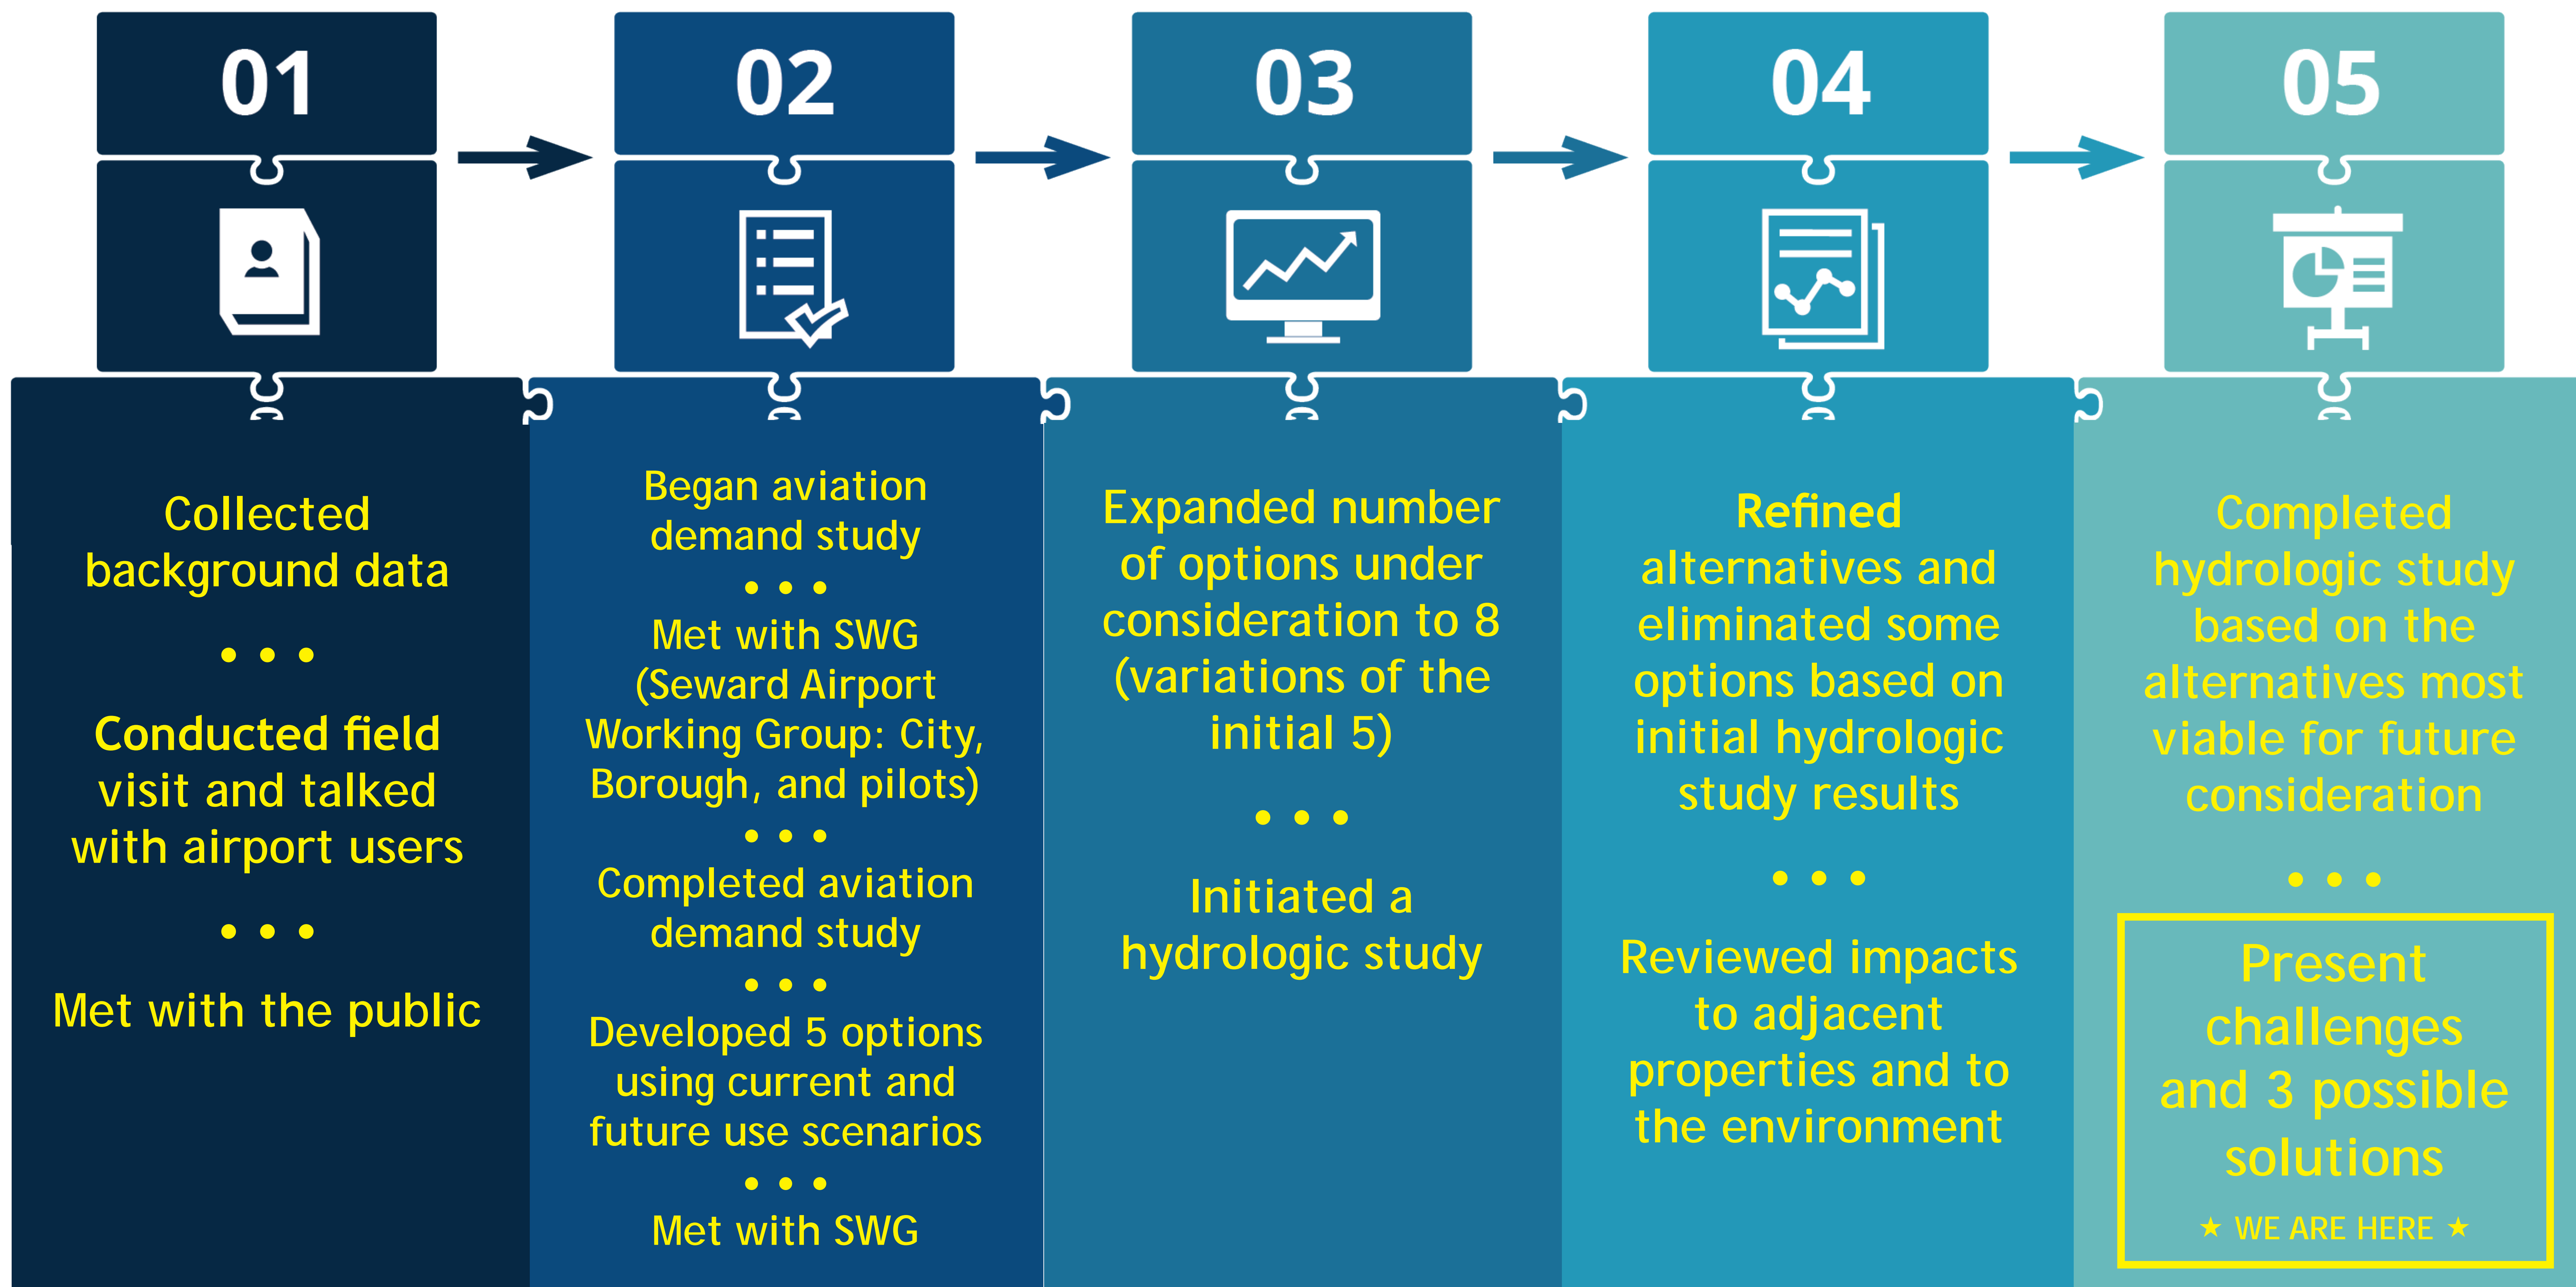 01
Collected
background data
• • •
Conducted field
visit and talked
with airport users
• • •
Met with the public
02
Began aviation
demand study
• • •
Met with SWG
(Seward Airport
Working Group: City,
Borough, and pilots)
• • •
Completed aviation
demand study
• • •
Developed 5 options
using current and
future use scenarios
• • •
Met with SWG
03
Expanded number
of options under
consideration to 8
(variations of the
initial 5)
• • •
Initiated a
hydrologic study
04
Refined
alternatives and
eliminated some
options based on
initial hydrologic
study results
• • •
Reviewed impacts
to adjacent
properties and to
the environment
05
Completed
hydrologic study
based on the
alternatives most
viable for future
consideration
• • •
Present
challenges
and 3 possible
solutions
★ WE ARE HERE ★